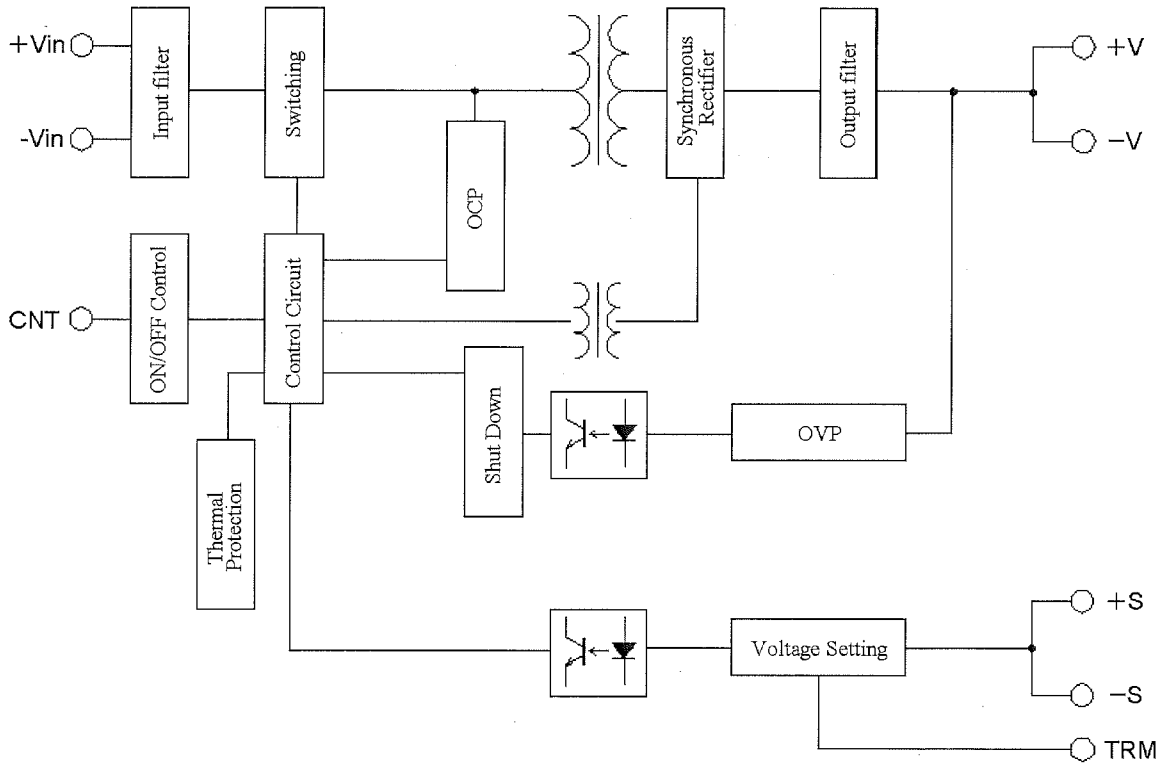 +Vin
-Vin
Input filter
Switching
Synchronous
Rectifier
Output filter
+V
−V
OCP
CNT
ON/OFF Control
Control Circuit
Shut Down
OVP
Thermal
Protection
Voltage Setting
+S
−S
TRM